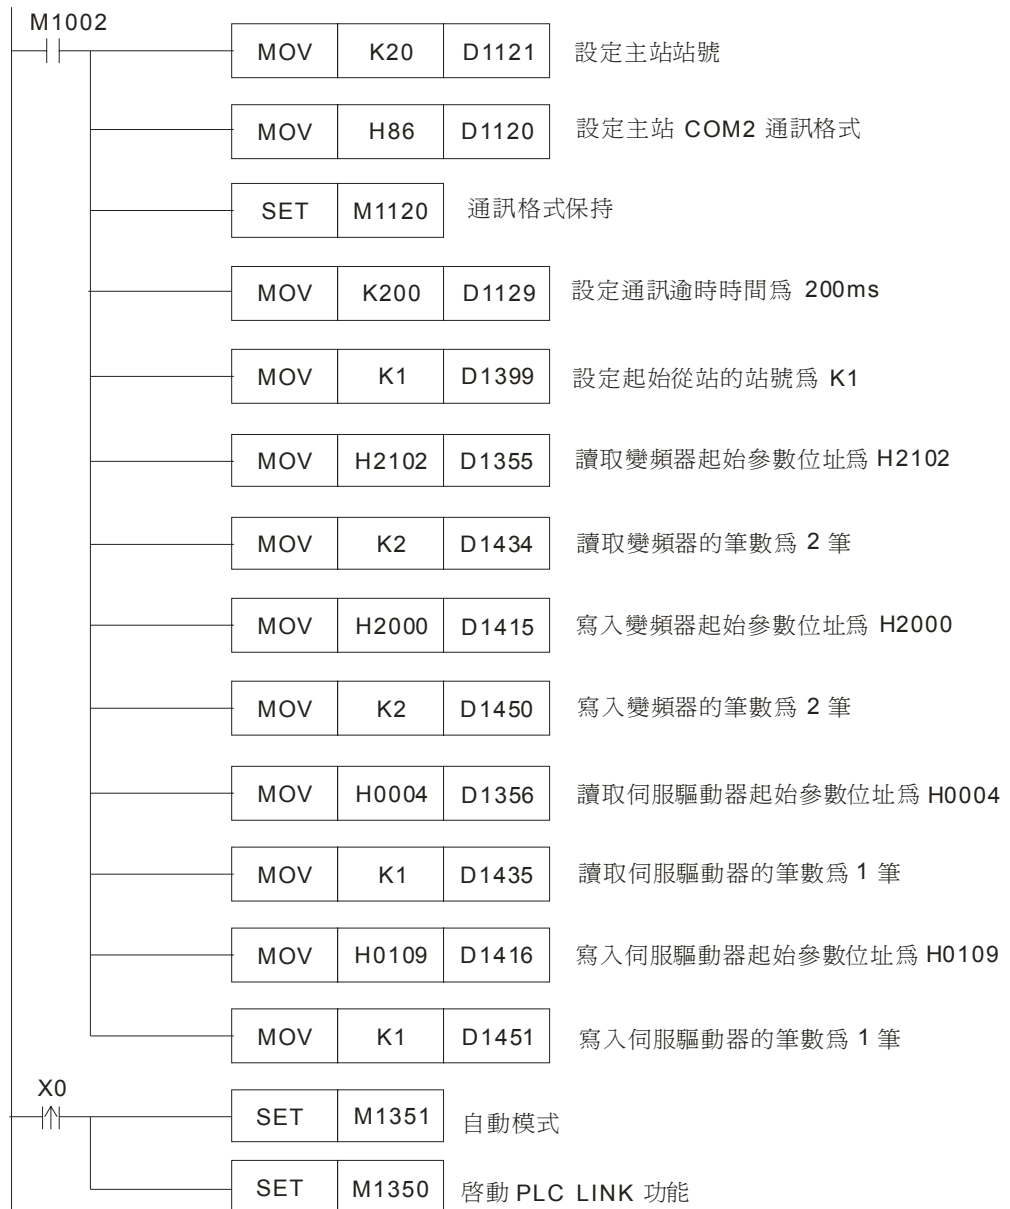 M1002
MOV K20 D1121 設定主站站號
MOV H86 D1120 設定主站 COM2 通訊格式
SET M1120 通訊格式保持
MOV K200 D1129 設定通訊逾時時間爲 200ms
MOV K1 D1399 設定起始從站的站號爲 K1
MOV H2102 D1355 讀取變頻器起始參數位址爲 H2102
MOV K2 D1434 讀取變頻器的筆數爲 2 筆
MOV H2000 D1415 寫入變頻器起始參數位址爲 H2000
MOV K2 D1450 寫入變頻器的筆數爲 2 筆
MOV H0004 D1356 讀取伺服驅動器起始參數位址爲 H0004
MOV K1 D1435 讀取伺服驅動器的筆數爲 1 筆
MOV H0109 D1416 寫入伺服驅動器起始參數位址爲 H0109
MOV K1 D1451 寫入伺服驅動器的筆數爲 1 筆
X0
SET M1351 自動模式
SET M1350 啓動 PLC LINK 功能